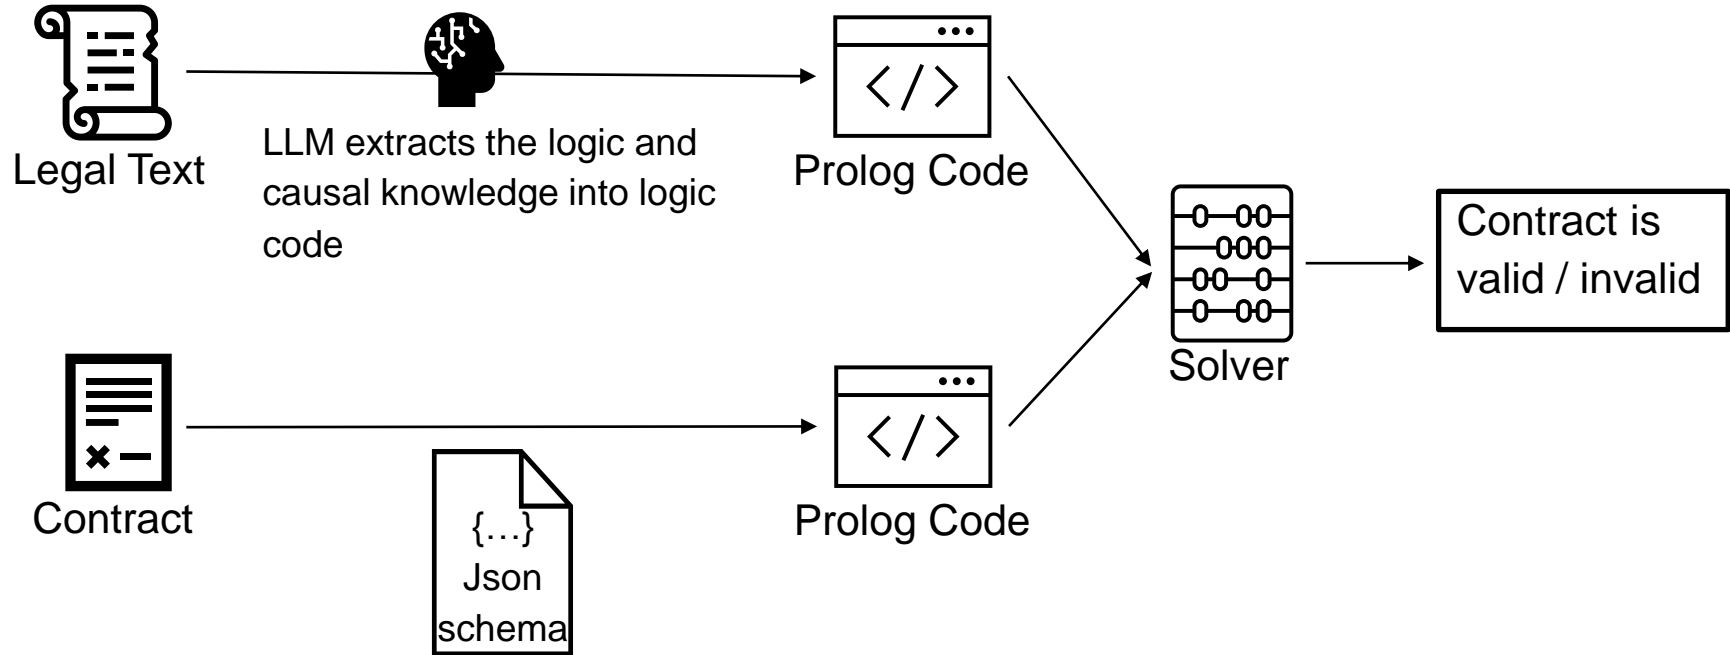 Legal Text
LLM extracts the logic and
causal knowledge into logic
code
</>
Prolog Code
Contract
{...}
Json
schema
</>
Prolog Code
Solver
Contract is
valid / invalid